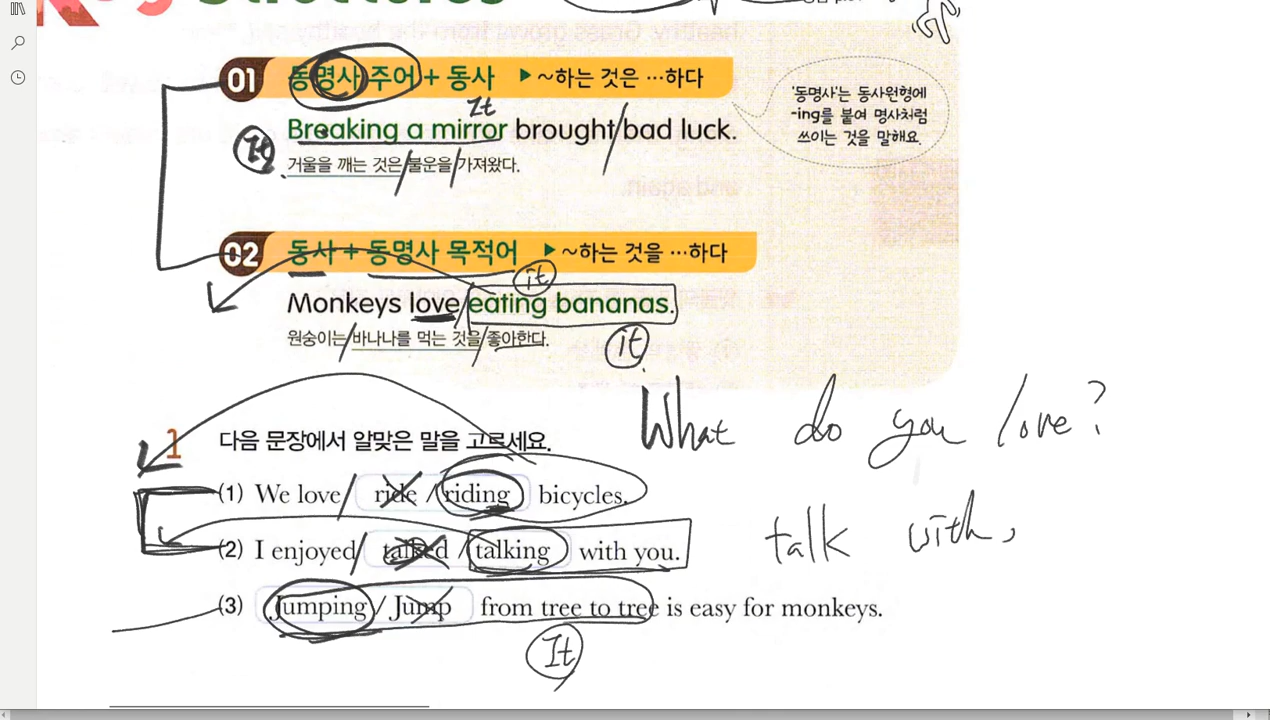 Key Structures
01 동명사 주어 + 동사 ▶ ~하는 것은 …하다
It
It Breaking a mirror brought / bad luck.
거울을 깨는 것은 / 불운을 / 가져왔다.
'동명사'는 동사원형에
-ing를 붙여 명사처럼
쓰이는 것을 말해요.
02 동사 + 동명사 목적어 ▶ ~하는 것을 …하다
it
Monkeys love / eating bananas.
원숭이는 / 바나나를 먹는 것을 / 좋아한다.
it
What do you love?
1 다음 문장에서 알맞은 말을 고르세요.
(1) We love / ride / riding bicycles.
(2) I enjoyed / talked / talking with you.
talk with,
(3) Jumping / Jump from tree to tree is easy for monkeys.
It